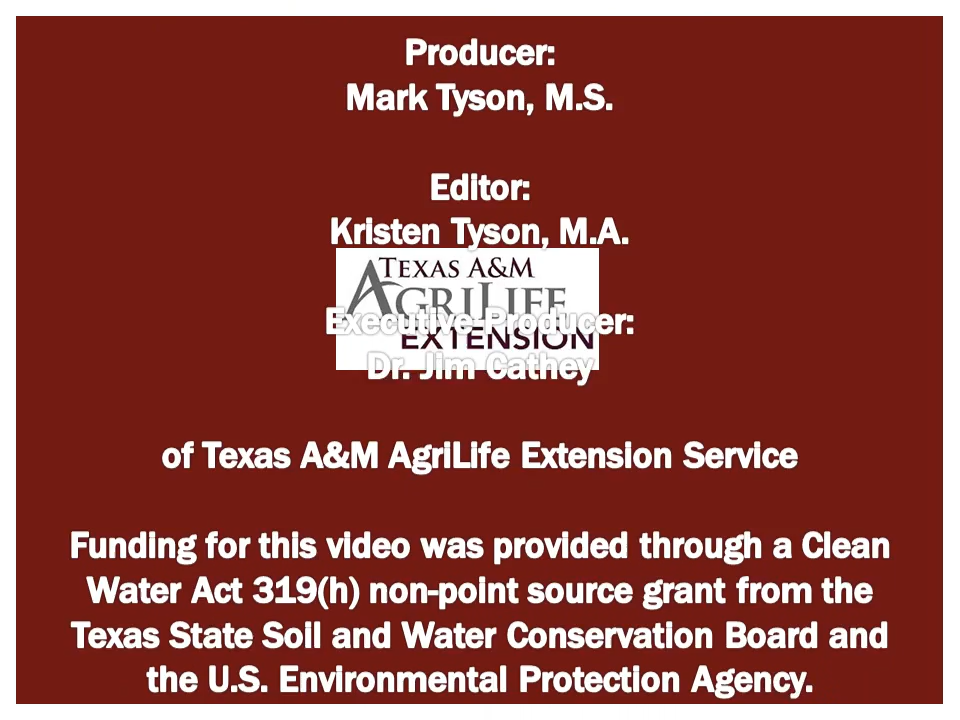 Producer:
Mark Tyson, M.S.
Editor:
Kristen Tyson, M.A.
TEXAS A&M
AGRILIFE
Executive Producer:
EXTENSION
Dr. Jim Cathey
of Texas A&M AgriLife Extension Service
Funding for this video was provided through a Clean
Water Act 319(h) non-point source grant from the
Texas State Soil and Water Conservation Board and
the U.S. Environmental Protection Agency.